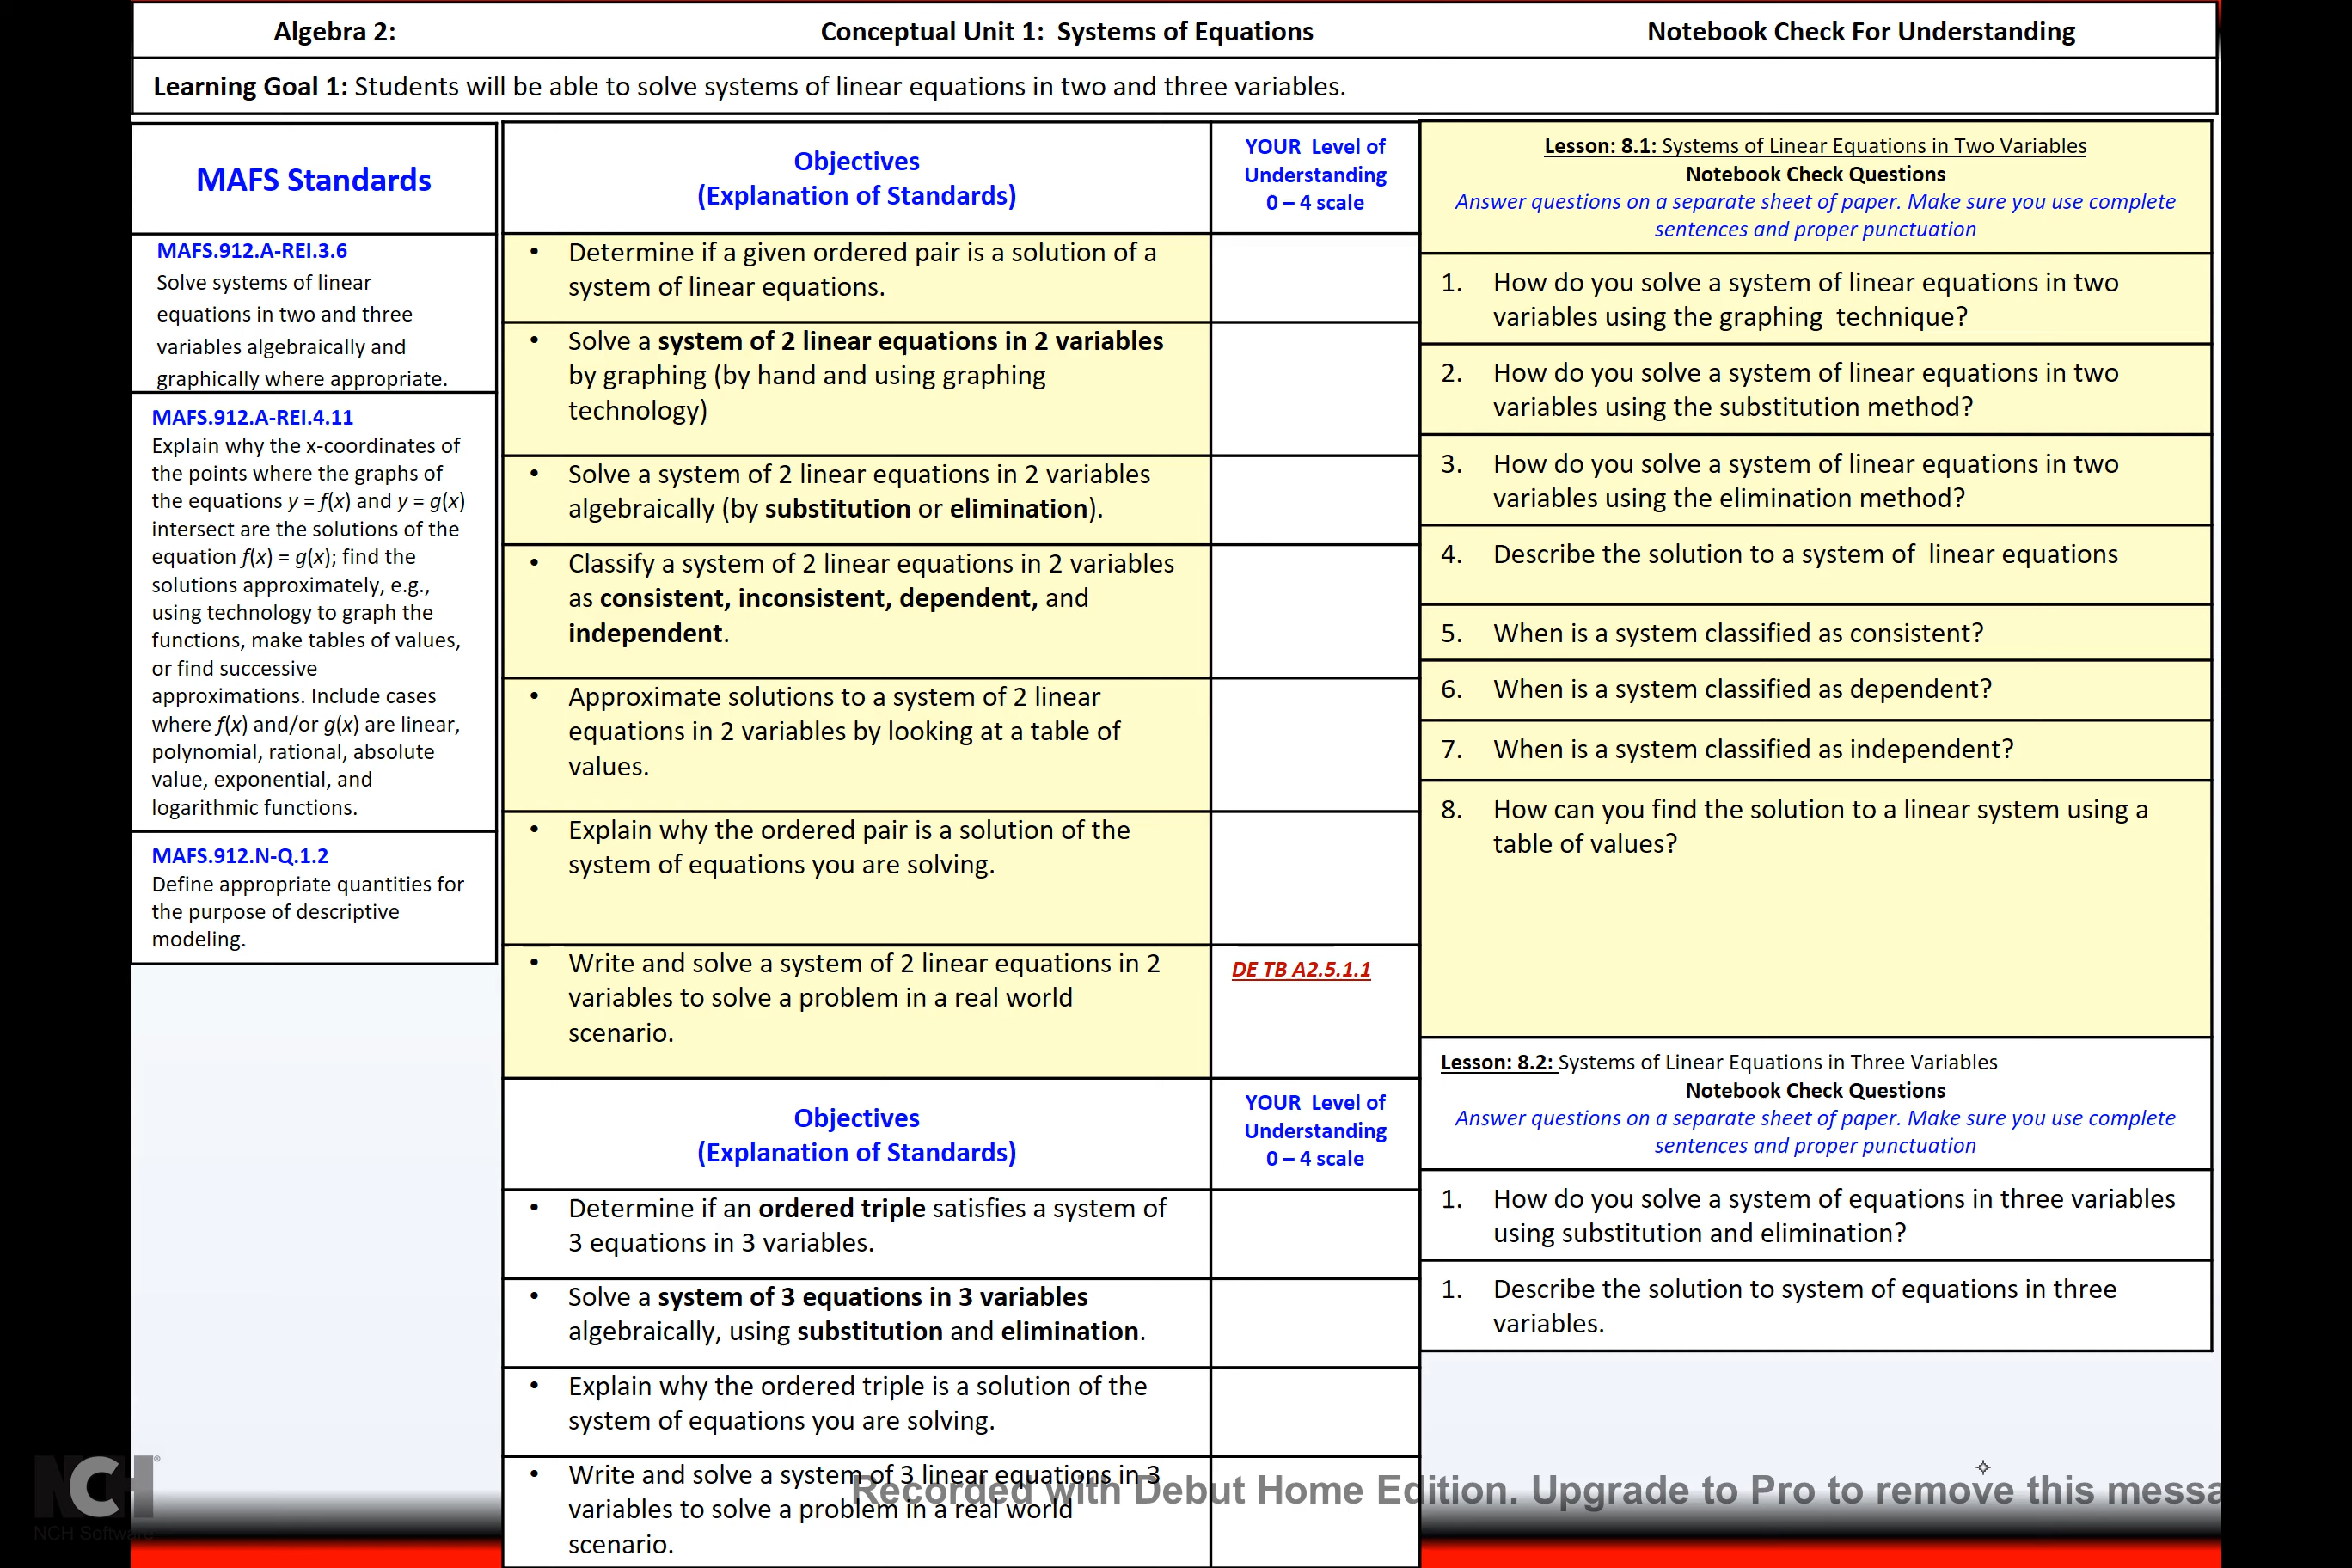 Algebra 2: Conceptual Unit 1: Systems of Equations Notebook Check For Understanding
Learning Goal 1: Students will be able to solve systems of linear equations in two and three variables.
MAFS Standards
MAFS.912.A-REI.3.6
Solve systems of linear
equations in two and three
variables algebraically and
graphically where appropriate.
MAFS.912.A-REI.4.11
Explain why the x-coordinates of
the points where the graphs of
the equations y = f(x) and y = g(x)
intersect are the solutions of the
equation f(x) = g(x); find the
solutions approximately, e.g.,
using technology to graph the
functions, make tables of values,
or find successive
approximations. Include cases
where f(x) and/or g(x) are linear,
polynomial, rational, absolute
value, exponential, and
logarithmic functions.
MAFS.912.N-Q.1.2
Define appropriate quantities for
the purpose of descriptive
modeling.
Objectives
(Explanation of Standards)
YOUR Level of
Understanding
0 – 4 scale
• Determine if a given ordered pair is a solution of a
system of linear equations.
• Solve a system of 2 linear equations in 2 variables
by graphing (by hand and using graphing
technology)
• Solve a system of 2 linear equations in 2 variables
algebraically (by substitution or elimination).
• Classify a system of 2 linear equations in 2 variables
as consistent, inconsistent, dependent, and
independent.
• Approximate solutions to a system of 2 linear
equations in 2 variables by looking at a table of
values.
• Explain why the ordered pair is a solution of the
system of equations you are solving.
• Write and solve a system of 2 linear equations in 2
variables to solve a problem in a real world
scenario.
DE TB A2.5.1.1
Objectives
(Explanation of Standards)
YOUR Level of
Understanding
0 – 4 scale
• Determine if an ordered triple satisfies a system of
3 equations in 3 variables.
• Solve a system of 3 equations in 3 variables
algebraically, using substitution and elimination.
• Explain why the ordered triple is a solution of the
system of equations you are solving.
• Write and solve a system of 3 linear equations in 3
variables to solve a problem in a real world
scenario.
Lesson: 8.1: Systems of Linear Equations in Two Variables
Notebook Check Questions
Answer questions on a separate sheet of paper. Make sure you use complete
sentences and proper punctuation
1. How do you solve a system of linear equations in two
variables using the graphing technique?
2. How do you solve a system of linear equations in two
variables using the substitution method?
3. How do you solve a system of linear equations in two
variables using the elimination method?
4. Describe the solution to a system of linear equations
5. When is a system classified as consistent?
6. When is a system classified as dependent?
7. When is a system classified as independent?
8. How can you find the solution to a linear system using a
table of values?
Lesson: 8.2: Systems of Linear Equations in Three Variables
Notebook Check Questions
Answer questions on a separate sheet of paper. Make sure you use complete
sentences and proper punctuation
1. How do you solve a system of equations in three variables
using substitution and elimination?
1. Describe the solution to system of equations in three
variables.
NCH®
NCH Software
Recorded with Debut Home Edition. Upgrade to Pro to remove this messa